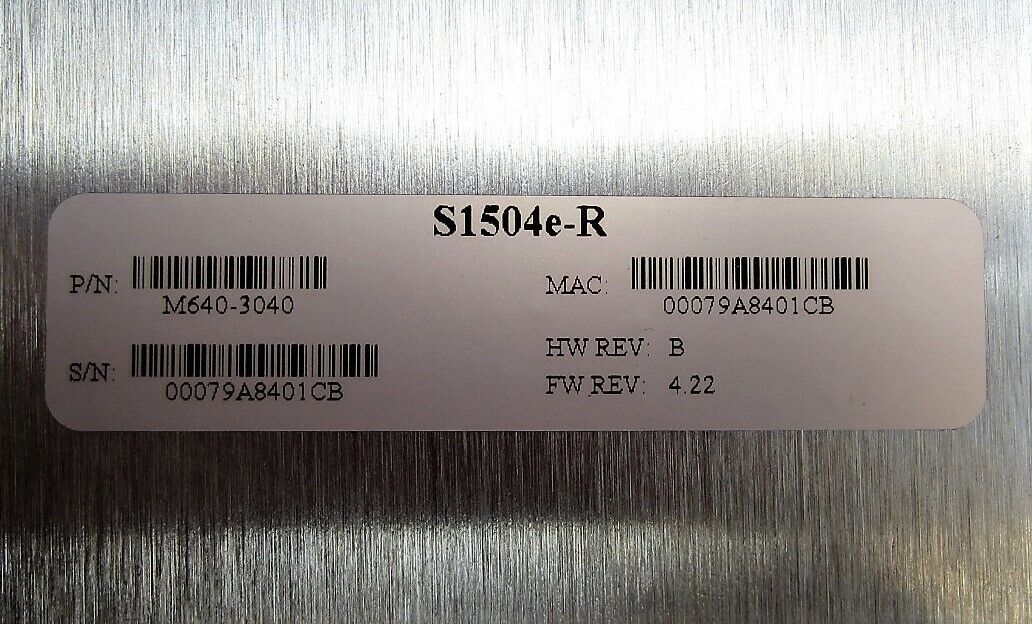 S1504e-R
P/N:
M640-3040
S/N:
00079A8401CB
MAC:
00079A8401CB
HW REV: B
FW REV: 4.22